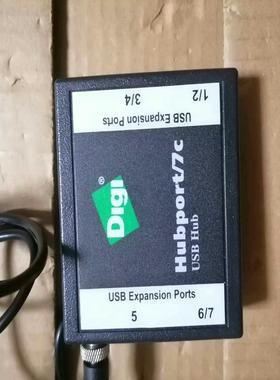 1/2
3/4
USB Expansion Ports
Digi®
Hubport/7c
USB Hub
USB Expansion Ports
5
6/7